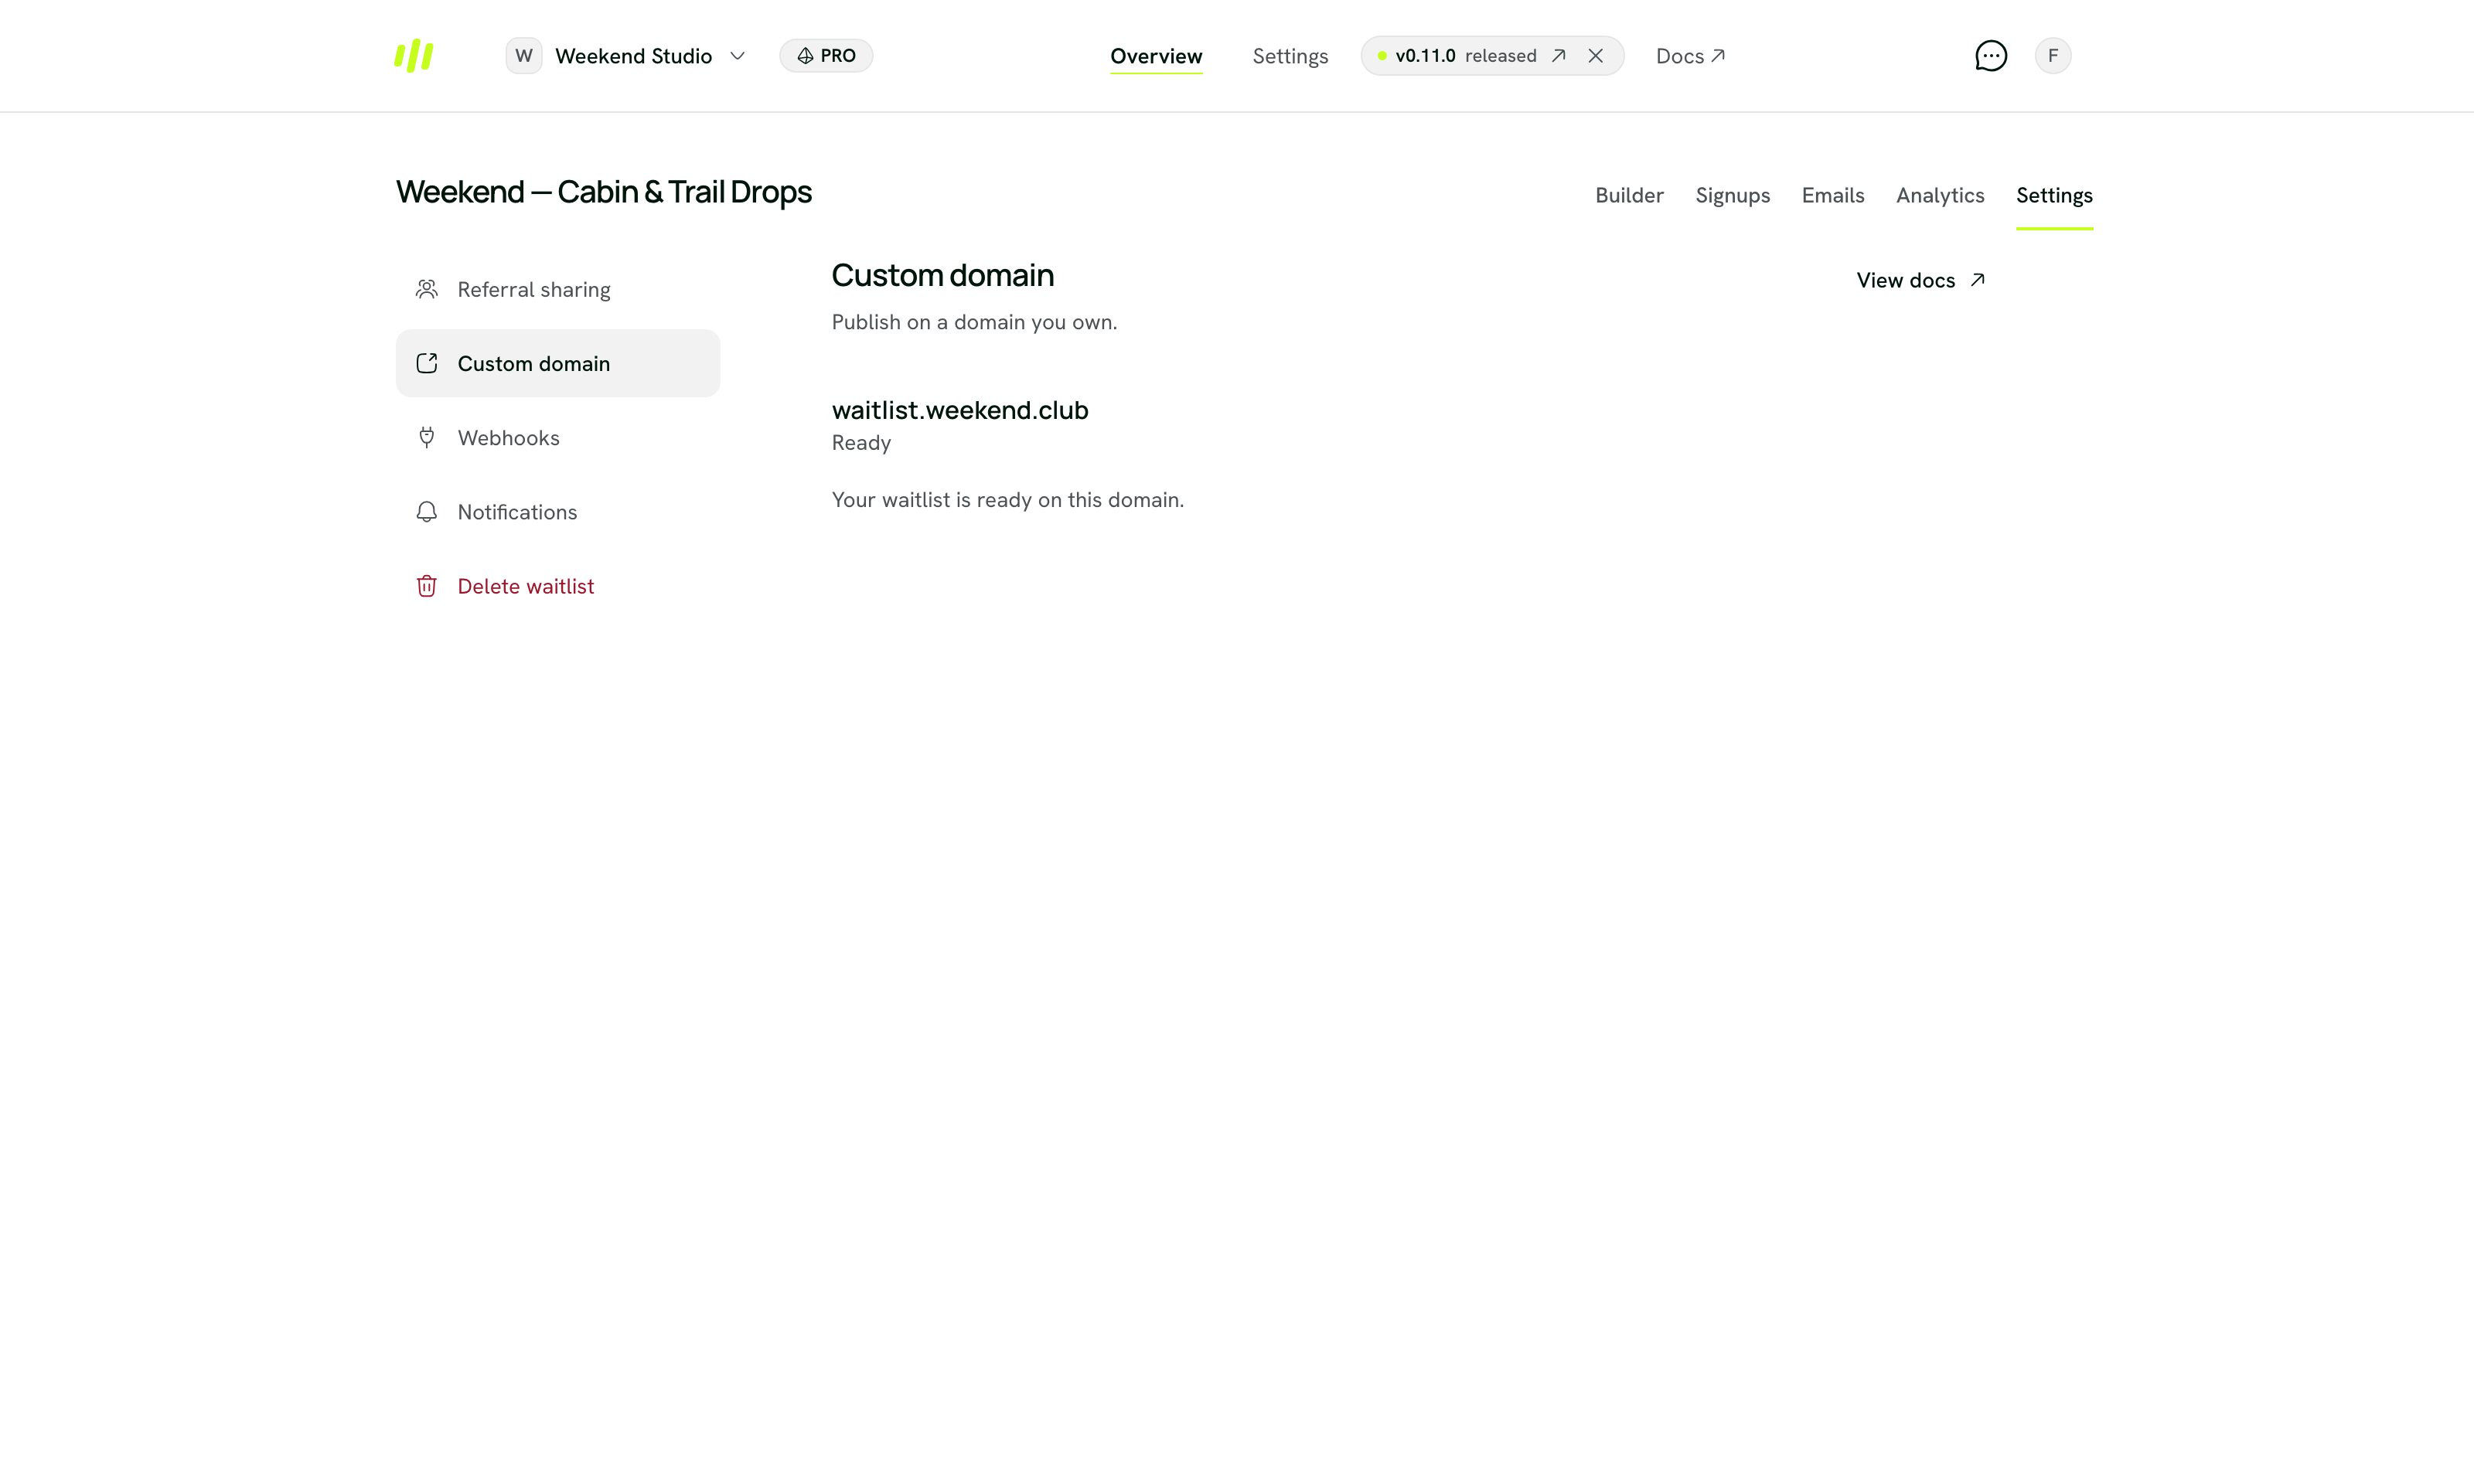 W Weekend Studio PRO Overview Settings v0.11.0 released Docs F
Weekend — Cabin & Trail Drops
Builder Signups Emails Analytics Settings
Referral sharing
Custom domain
Webhooks
Notifications
Delete waitlist
Custom domain
View docs
Publish on a domain you own.
waitlist.weekend.club
Ready
Your waitlist is ready on this domain.